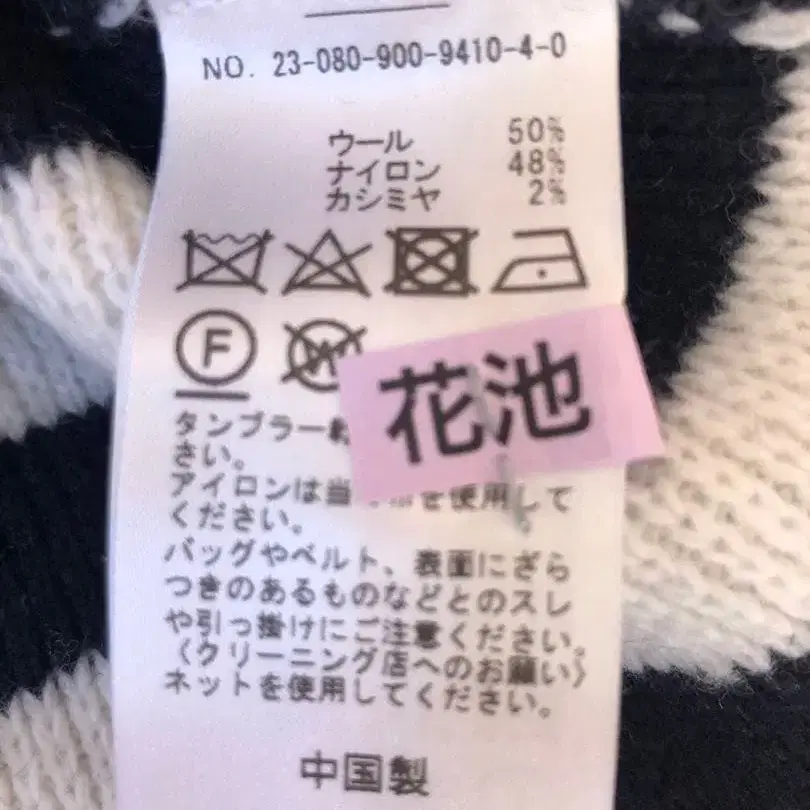 NO. 23-080-900-9410-4-0
ウール 50%
ナイロン 48%
カシミヤ 2%
F
W
花池
タンブラー乾
さい。
アイロンは当 を使用して
ください。
バッグやベルト、表面にざら
つきのあるものなどとのスレ
や引っ掛けにご注意ください。
〈クリーニング店へのお願い〉
ネットを使用してください。
中国製